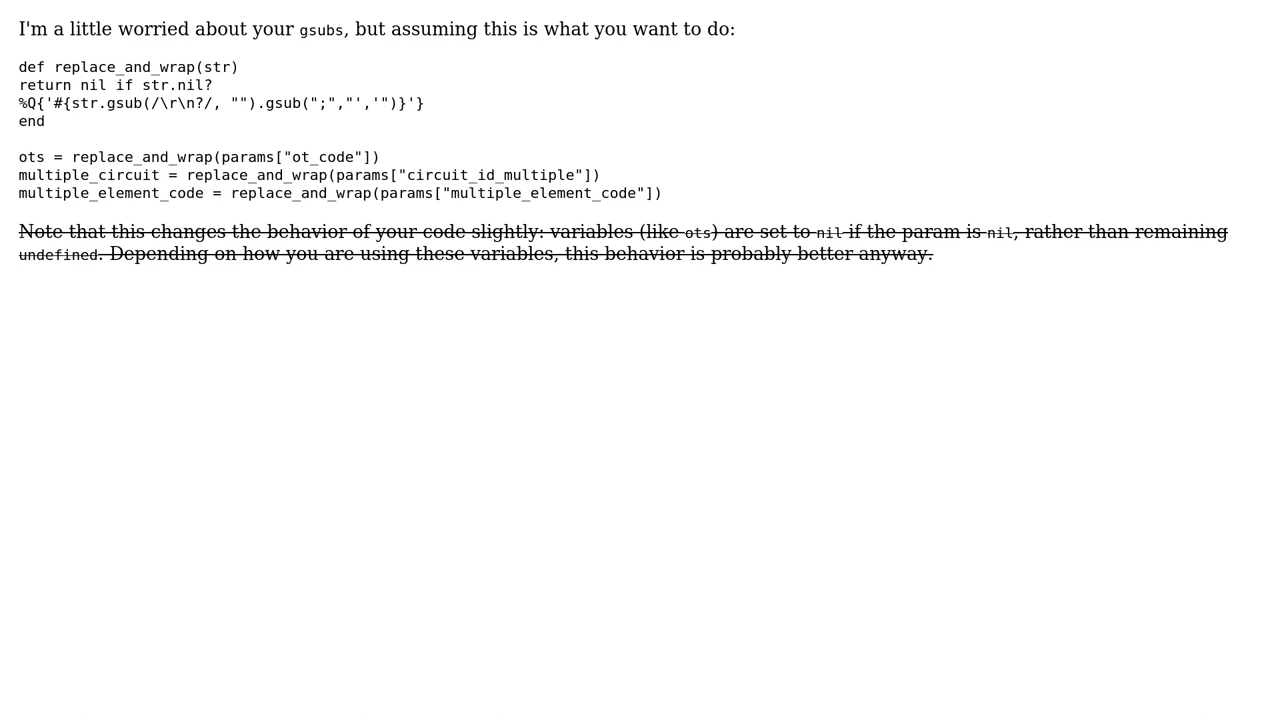 I'm a little worried about your gsubs, but assuming this is what you want to do:
def replace_and_wrap(str)
return nil if str.nil?
%Q{'#{str.gsub(/\r\n?/, "").gsub(";","','")}'}
end
ots = replace_and_wrap(params["ot_code"])
multiple_circuit = replace_and_wrap(params["circuit_id_multiple"])
multiple_element_code = replace_and_wrap(params["multiple_element_code"])
Note that this changes the behavior of your code slightly: variables (like ots) are set to nil if the param is nil, rather than remaining
undefined. Depending on how you are using these variables, this behavior is probably better anyway.